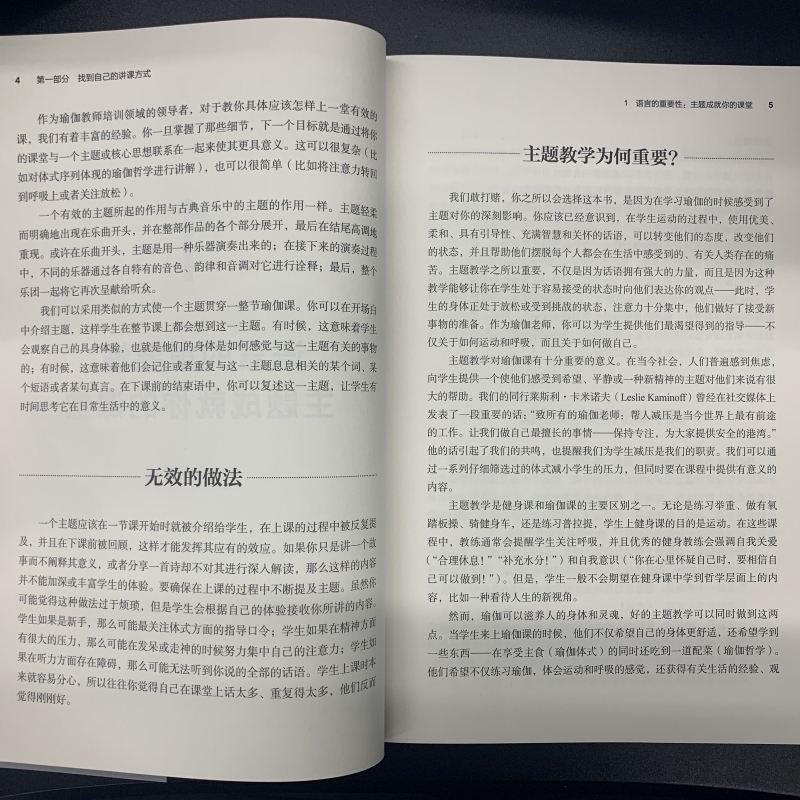 4 第一部分 找到自己的讲课方式
作为瑜伽教师培训领域的领导者，对于教你具体应该怎样上一堂有效的
课，我们有着丰富的经验。你一旦掌握了那些细节，下一个目标就是通过将你
的课堂与一个主题或核心思想联系在一起来使其更具意义。这可以很复杂（比
如对体式序列体现的瑜伽哲学进行讲解），也可以很简单（比如将注意力转回
到呼吸上或者关注放松）。
一个有效的主题所起的作用与古典音乐中的主题的作用一样。主题轻柔
而明确地出现在乐曲开头，并在整部作品的各个部分展开，最后在结尾高调地
重现。或许在乐曲开头，主题是用一种乐器演奏出来的；在接下来的演奏过程
中，不同的乐器通过各自特有的音色、韵律和音调对它进行诠释；最后，整个
乐团一起将它再次呈献给听众。
我们可以采用类似的方式使一个主题贯穿一整节瑜伽课。你可以在开场白
中介绍主题，这样学生在整节课上都会想到这一主题。有时候，这意味着学生
会观察自己的具身体验，也就是他们的身体是如何感觉与这一主题有关的事物
的；有时候，这意味着他们会记住或者重复与这一主题息息相关的某个词、某
个短语或者某句真言。在下课前的结束语中，你可以复述这一主题，让学生有
时间思考它在日常生活中的意义。
无效的做法
一个主题应该在一节课开始时就被介绍给学生，在上课的过程中被反复提
及，并且在下课前被回顾，这样才能发挥其应有的效应。如果你只是讲一个故
事而不阐释其意义，或者分享一首诗却不对其进行深入解读，那么这样的内容
并不能加深或丰富学生的体验。要确保在上课的过程中不断提及主题。虽然你
可能觉得这种做法过于烦琐，但是学生会根据自己的体验接收你所讲的内容。
学生如果是新手，那么可能最关注体式方面的指导口令；学生如果在精神方面
有很大的压力，那么可能在发呆或走神的时候努力集中自己的注意力；学生如
果在听力方面存在障碍，那么可能无法听到你说的全部的话语。学生上课时本
来就容易分心，所以往往你觉得自己在课堂上话太多、重复得太多，他们反而
觉得刚刚好。
1 语言的重要性：主题成就你的课堂 5
主题教学为何重要？
我们敢打赌，你之所以会选择这本书，是因为在学习瑜伽的时候感受到了
主题对你的深刻影响。你应该已经意识到，在学生运动的过程中，使用优美、
柔和、具有引导性、充满智慧和关怀的话语，可以转变他们的态度，改变他们
的状态，并且帮助他们摆脱每个人都会在生活中感受到的、有关人类存在的痛
苦。主题教学之所以重要，不仅是因为话语拥有强大的力量，而且是因为这种
教学能够让你在学生处于容易接受的状态时向他们表达你的观点——此时，学
生的身体正处于放松或受到挑战的状态，注意力十分集中，他们做好了接受新
事物的准备。作为瑜伽老师，你可以为学生提供他们最渴望得到的指导——不
仅关于如何运动和呼吸，而且关于如何做自己。
主题教学对瑜伽课有十分重要的意义。在当今社会，人们普遍感到焦虑，
向学生提供一个使他们感受到希望、平静或一种新精神的主题对他们来说有很
大的帮助。我们的同行莱斯利·卡米诺夫（Leslie Kaminoff）曾经在社交媒体上
发表了一段重要的话：“致所有的瑜伽老师：帮人减压是当今世界上最有前途
的工作。让我们做自己最擅长的事情——保持专注，为大家提供安全的港湾。”
他的话引起了我们的共鸣，也提醒我们为学生减压是我们的职责。我们可以通
过一系列仔细筛选过的体式减小学生的压力，但同时要在课程中提供有意义的
内容。
主题教学是健身课和瑜伽课的主要区别之一。无论是练习举重、做有氧
踏板操、骑健身车，还是练习普拉提，学生上健身课的目的是运动。在这些课
程中，教练通常会提醒学生关注呼吸，并且优秀的健身教练会强调自我关爱
（“合理休息！”“补充水分！”）和自我意识（“你在心里怀疑自己时，要相信自
己可以做到！”）。但是，学生一般不会期望在健身课中学到哲学层面上的内
容，比如一种看待人生的新视角。
然而，瑜伽可以滋养人的身体和灵魂，好的主题教学可以同时做到这两
点。当学生来上瑜伽课的时候，他们不仅希望自己的身体更舒适，还希望学到
一些东西——在享受主食（瑜伽体式）的同时还吃到一道配菜（瑜伽哲学）。
他们希望不仅练习瑜伽，体会运动和呼吸的感觉，还获得有关生活的经验、观